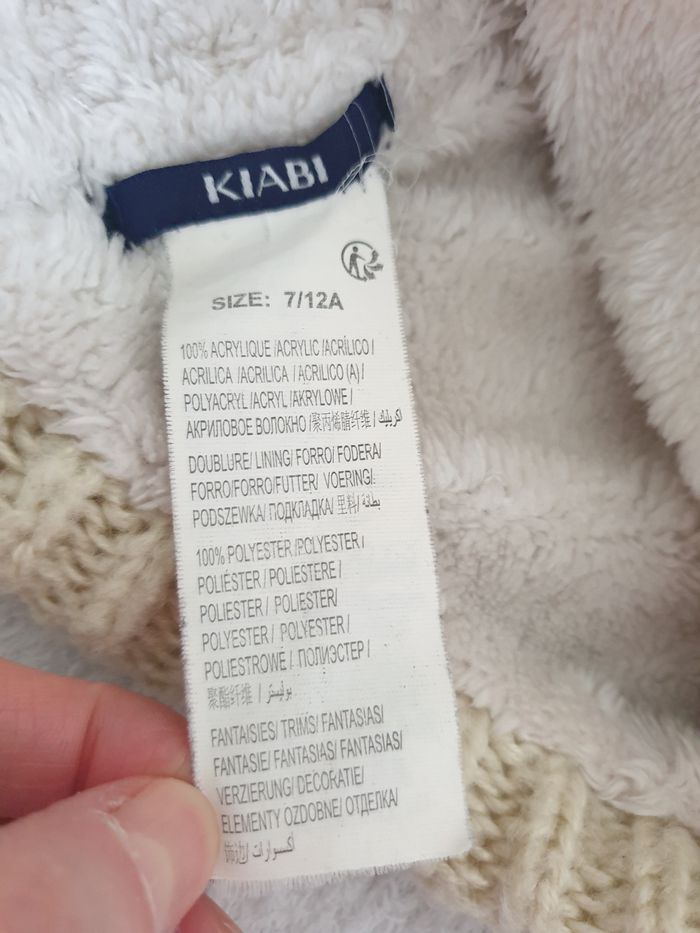 KIABI
SIZE: 7/12A
100% ACRYLIQUE /ACRYLIC /ACRÍLICO /
ACRILICA /ACRILICA / ACRILICO (A) /
POLYACRYL /ACRYL /AKRYLOWE /
АКРИЛОВОЕ ВОЛОКНО /聚丙烯腈纤维 / اكريليك
DOUBLURE/ LINING/ FORRO/ FODERA/
FORRO/FORRO/FUTTER/ VOERING/
PODSZEWKA/ ПОДКЛАДКА/ 里料/ بطانة
100% POLYESTER /POLYESTER /
POLIÉSTER / POLIESTERE /
POLIESTER / POLIESTER/
POLYESTER / POLYESTER /
POLIESTROWE / ПОЛИЭСТЕР /
聚酯纤维 / بوليستر
FANTAISIES/ TRIMS/ FANTASIAS/
FANTASIE/ FANTASIAS/ FANTASIAS/
VERZIERUNG/ DECORATIE/
ELEMENTY OZDOBNE/ ОТДЕЛКА/
饰边/ أكسوارات